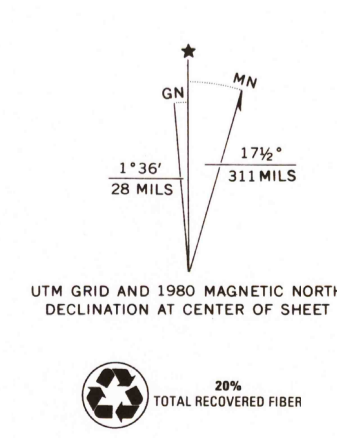 GN
MN
1°36′
28 MILS
17½°
311 MILS
UTM GRID AND 1980 MAGNETIC NORTH
DECLINATION AT CENTER OF SHEET
20%
TOTAL RECOVERED FIBER